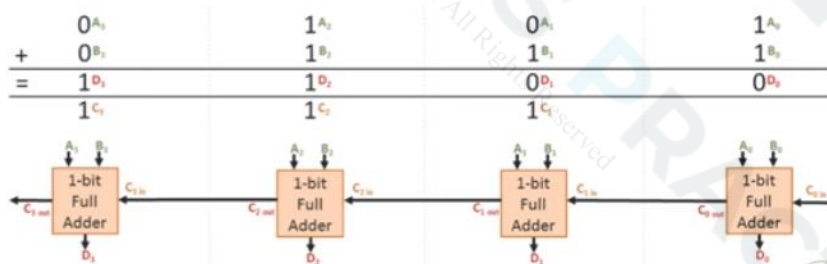 0A₃ 1A₂ 0A₁ 1A₀
+ 0B₃ 1B₂ 1B₁ 1B₀
= 1D₃ 1D₂ 0D₁ 0D₀
1C₃ 1C₂ 1C₁
A₃ B₃ A₂ B₂ A₁ B₁ A₀ B₀
1-bit 1-bit 1-bit 1-bit
C₃ out Full C₃ in C₂ out Full C₂ in C₁ out Full C₁ in C₀ out Full C₀ in
Adder Adder Adder Adder
D₃ D₂ D₁ D₀
All Rights Reserved